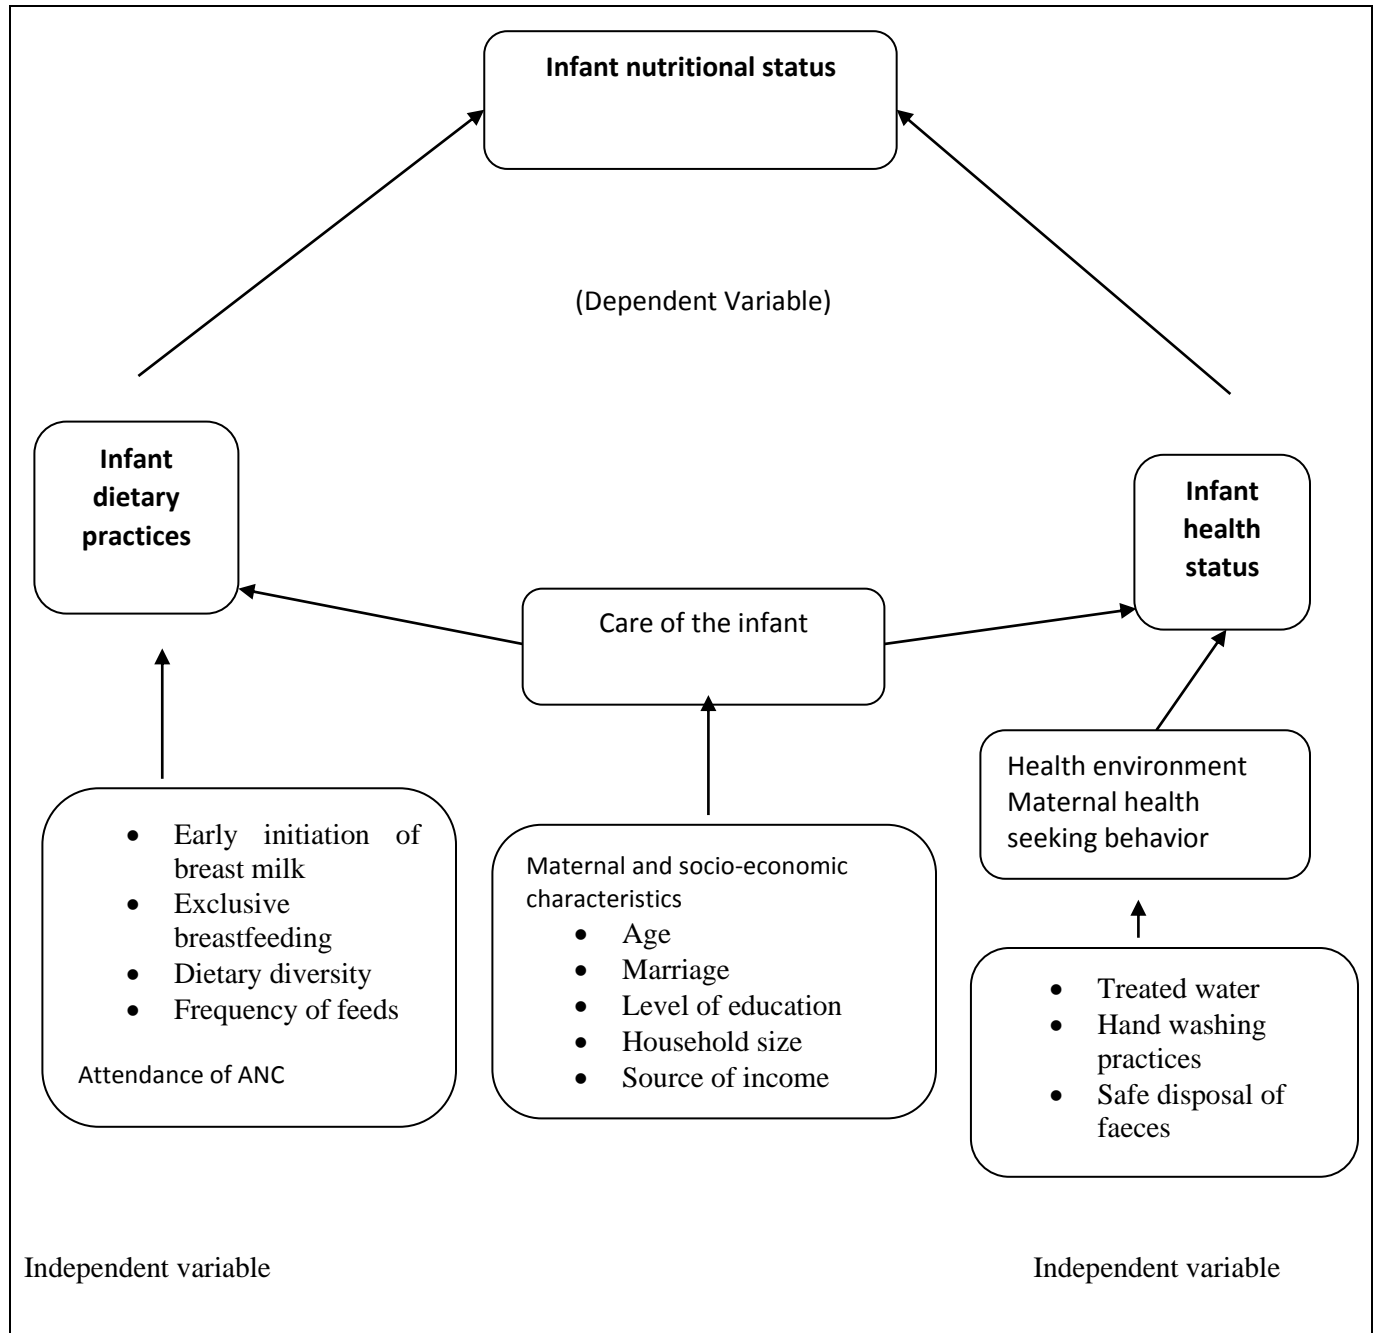 Infant nutritional status
(Dependent Variable)
Infant
dietary
practices
Infant
health
status
Care of the infant
Health environment
Maternal health
seeking behavior
• Early initiation of
breast milk
• Exclusive
breastfeeding
• Dietary diversity
• Frequency of feeds
Attendance of ANC
Maternal and socio-economic
characteristics
• Age
• Marriage
• Level of education
• Household size
• Source of income
• Treated water
• Hand washing
practices
• Safe disposal of
faeces
Independent variable
Independent variable